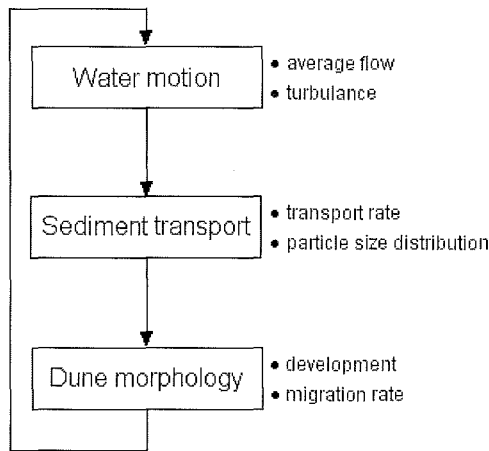 Water motion
• average flow
• turbulance
Sediment transport
• transport rate
• particle size distribution
Dune morphology
• development
• migration rate